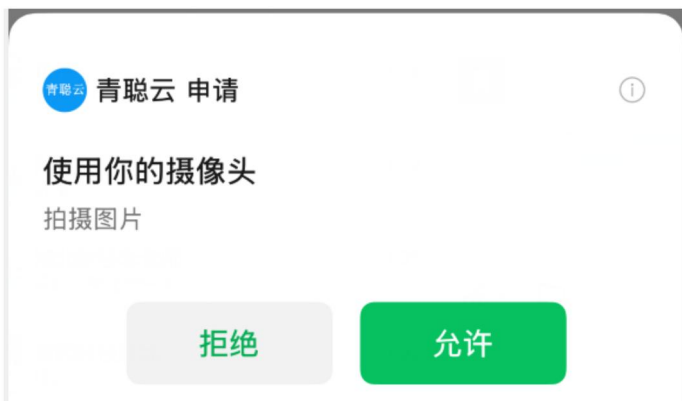 青聪云 青聪云 申请
使用你的摄像头
拍摄图片
拒绝 允许